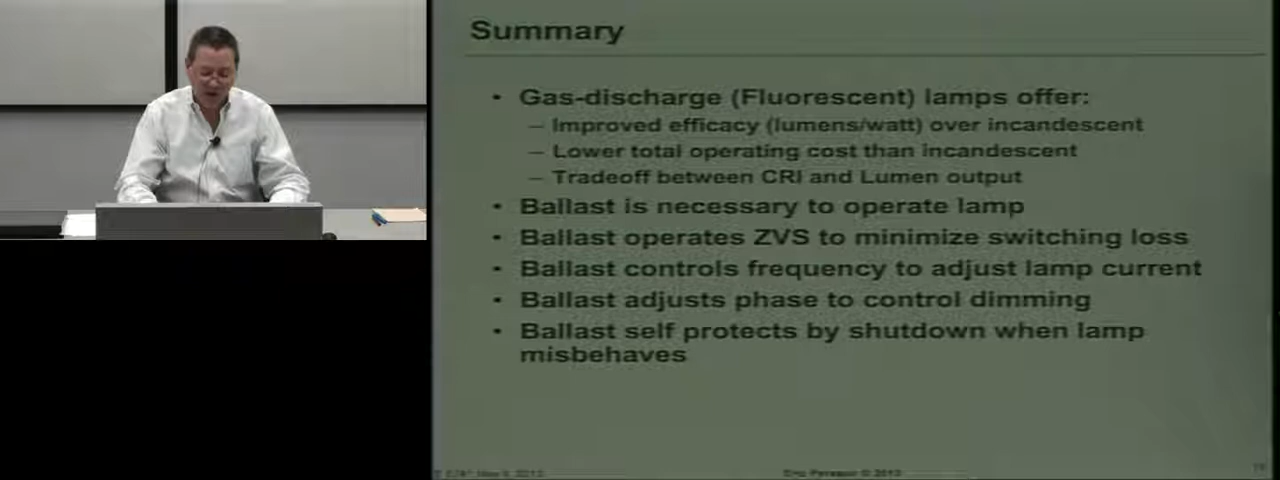 Summary
• Gas-discharge (Fluorescent) lamps offer:
– Improved efficacy (lumens/watt) over incandescent
– Lower total operating cost than incandescent
– Tradeoff between CRI and Lumen output
• Ballast is necessary to operate lamp
• Ballast operates ZVS to minimize switching loss
• Ballast controls frequency to adjust lamp current
• Ballast adjusts phase to control dimming
• Ballast self protects by shutdown when lamp
misbehaves